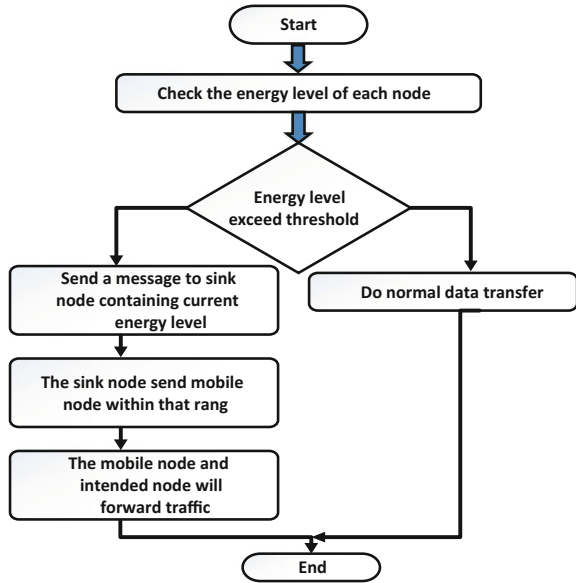 Start
Check the energy level of each node
Energy level
exceed threshold
Send a message to sink
node containing current
energy level
Do normal data transfer
The sink node send mobile
node within that rang
The mobile node and
intended node will
forward traffic
End